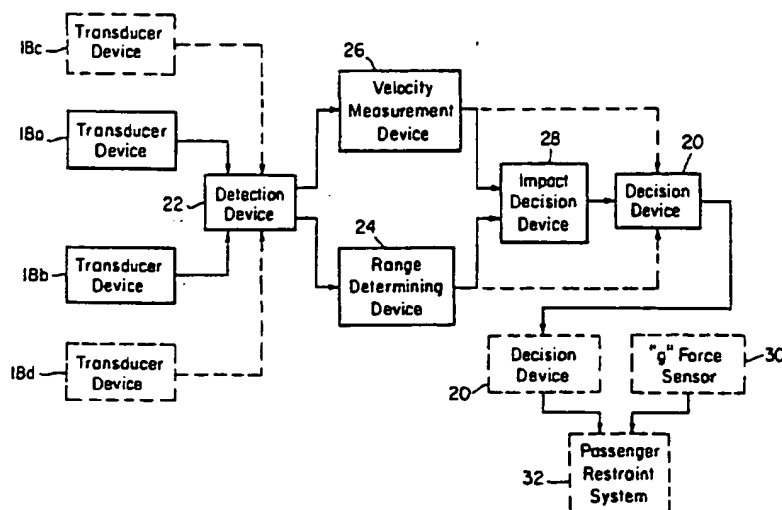 18c
Transducer
Device
18a
Transducer
Device
22
Detection
Device
18b
Transducer
Device
18d
Transducer
Device
26
Velocity
Measurement
Device
24
Range
Determining
Device
28
Impact
Decision
Device
20
Decision
Device
Decision
Device
20
"g" Force
Sensor
30
Passenger
Restraint
System
32